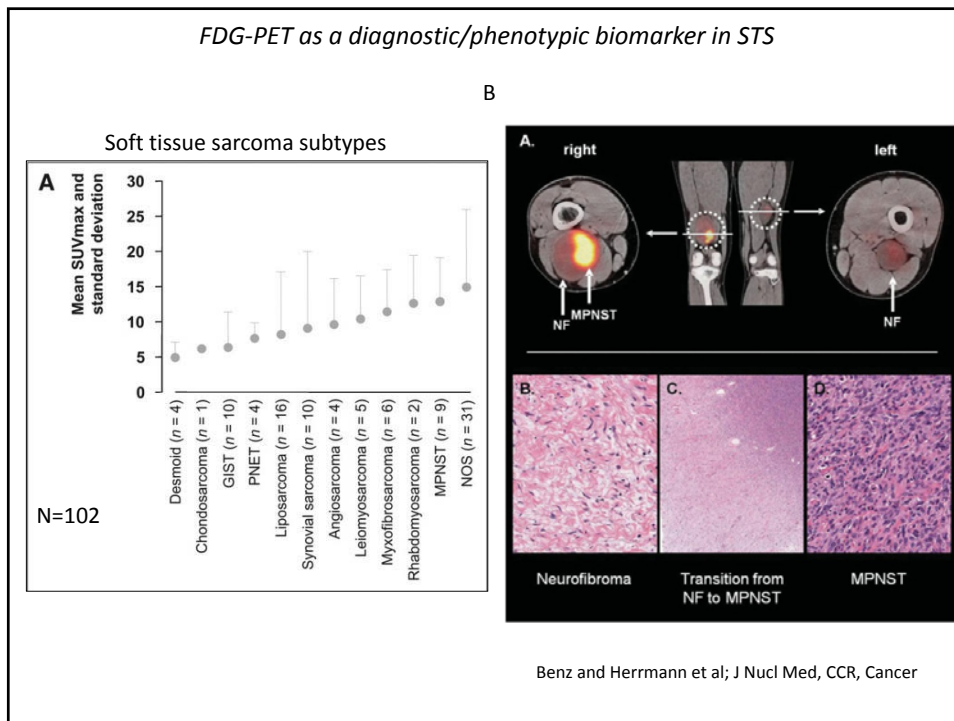 FDG-PET as a diagnostic/phenotypic biomarker in STS
B
Soft tissue sarcoma subtypes
A
Mean SUVmax and
standard deviation
30
25
20
15
10
5
0
Desmoid (n = 4)
Chondosarcoma (n = 1)
GIST (n = 10)
PNET (n = 4)
Liposarcoma (n = 16)
Synovial sarcoma (n = 10)
Angiosarcoma (n = 4)
Leiomyosarcoma (n = 5)
Myxofibrosarcoma (n = 6)
Rhabdomyosarcoma (n = 2)
MPNST (n = 9)
NOS (n = 31)
N=102
A.
right
left
NF
MPNST
NF
B.
C.
D.
Neurofibroma
Transition from
NF to MPNST
MPNST
Benz and Herrmann et al; J Nucl Med, CCR, Cancer